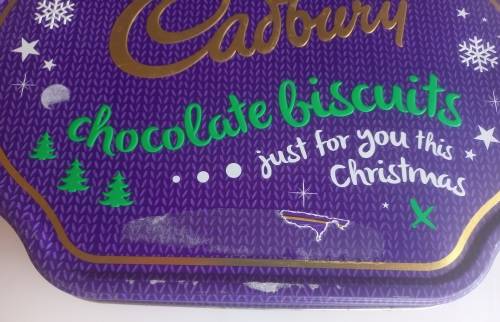 Cadbury
chocolate biscuits
just for you this
Christmas
x